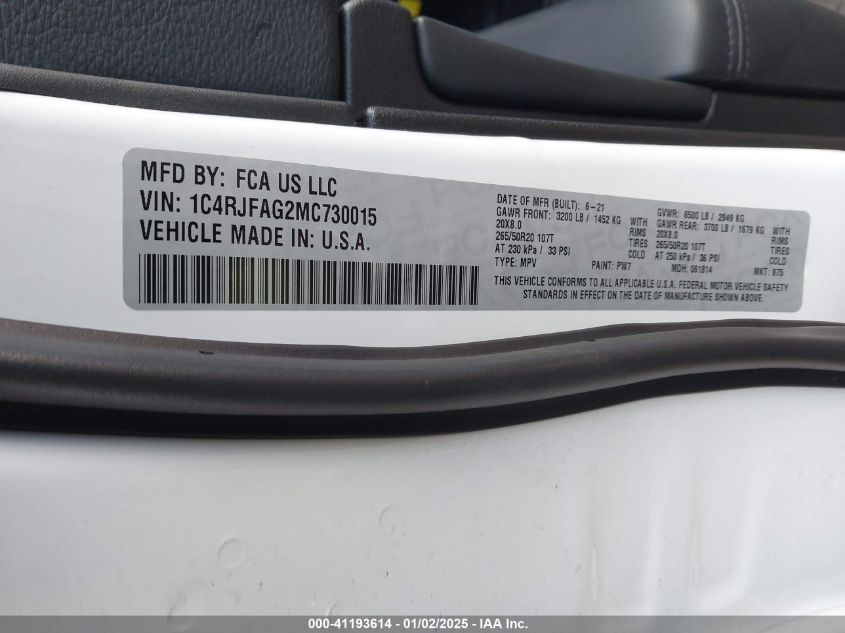 MFD BY: FCA US LLC
VIN: 1C4RJFAG2MC730015
VEHICLE MADE IN: U.S.A.
DATE OF MFR (BUILT): 6-21 GVWR: 6500 LB / 2949 KG
GAWR FRONT: 3200 LB / 1452 KG WITH GAWR REAR: 3700 LB / 1679 KG WITH
20X8.0 RIMS 20X8.0 RIMS
265/50R20 107T TIRES 265/50R20 107T TIRES
AT 230 kPa / 33 PSI COLD AT 250 kPa / 36 PSI COLD
TYPE: MPV PAINT: PW7 MDH: 061814 MKT: 875
THIS VEHICLE CONFORMS TO ALL APPLICABLE U.S.A. FEDERAL MOTOR VEHICLE SAFETY
STANDARDS IN EFFECT ON THE DATE OF MANUFACTURE SHOWN ABOVE.
000-41193614 - 01/02/2025 - IAA Inc.